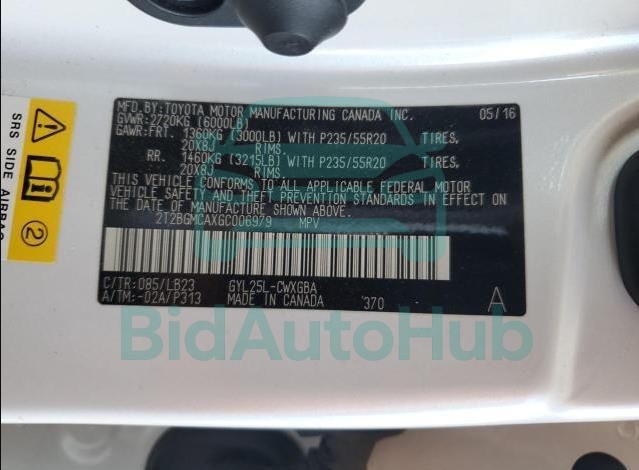 MFD.BY:TOYOTA MOTOR MANUFACTURING CANADA INC. 05/16
GVWR:2720KG (6000LB)
GAWR:FRT. 1360KG (3000LB) WITH P235/55R20 TIRES,
20X8J RIMS.
RR. 1460KG (3215LB) WITH P235/55R20 TIRES,
20X8J RIMS.
THIS VEHICLE CONFORMS TO ALL APPLICABLE FEDERAL MOTOR
VEHICLE SAFETY AND THEFT PREVENTION STANDARDS IN EFFECT ON
THE DATE OF MANUFACTURE SHOWN ABOVE.
MPV
C/TR:085/LB23 GYL25L-CWXGBA
A/TM:-02A/P313 MADE IN CANADA '370 A
SRS SIDE AIRBAG
2
BidAutoHub